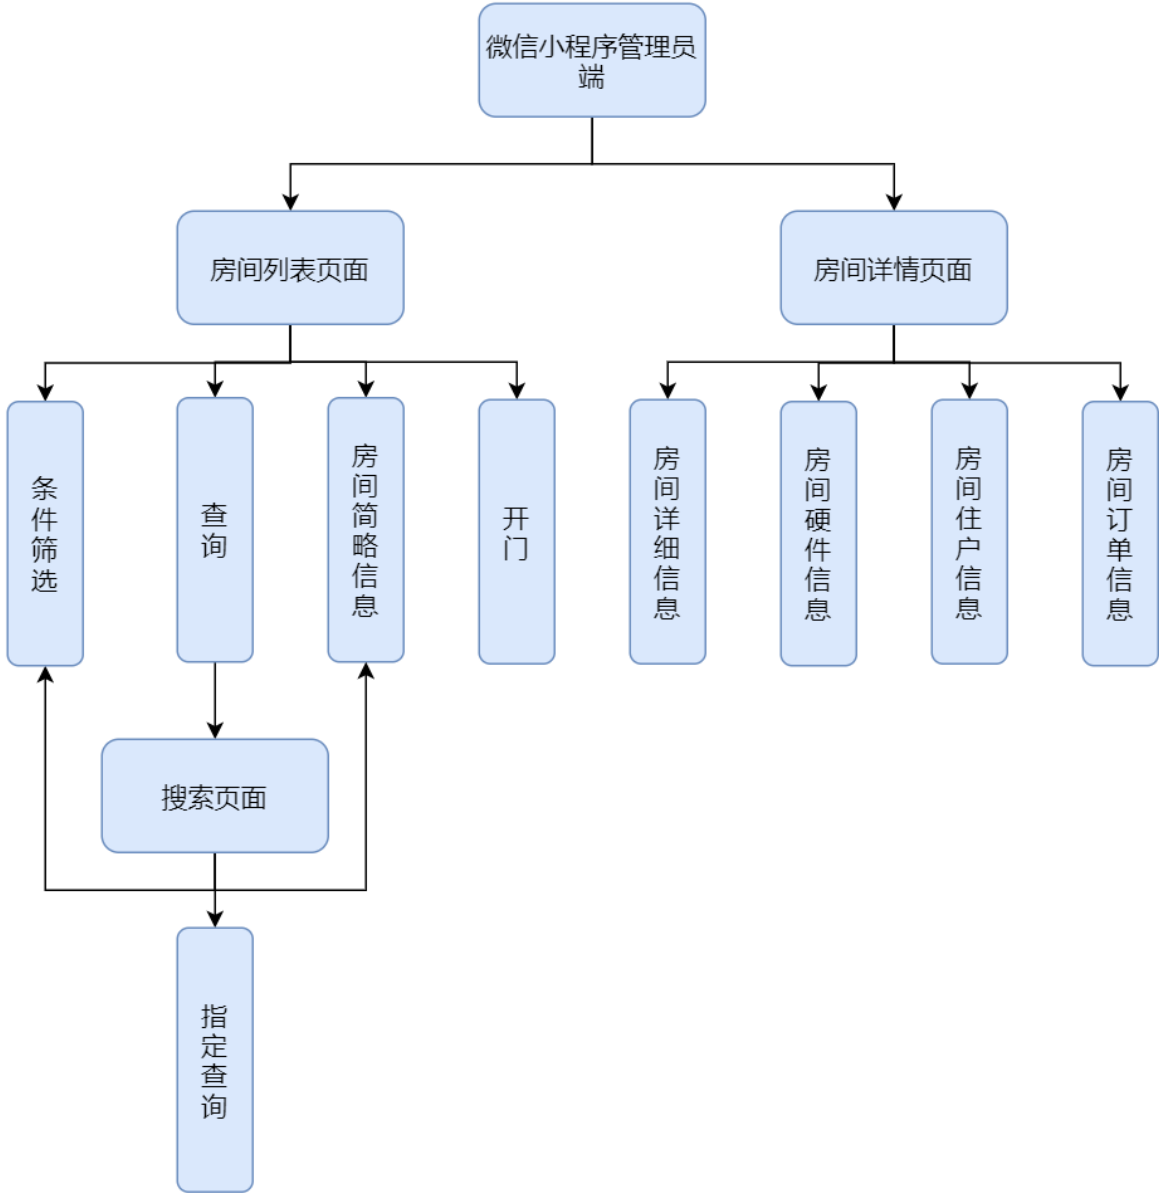 微信小程序管理员
端
房间列表页面
房间详情页面
条件筛选
查询
房间简略信息
开门
房间详细信息
房间硬件信息
房间住户信息
房间订单信息
搜索页面
指定查询